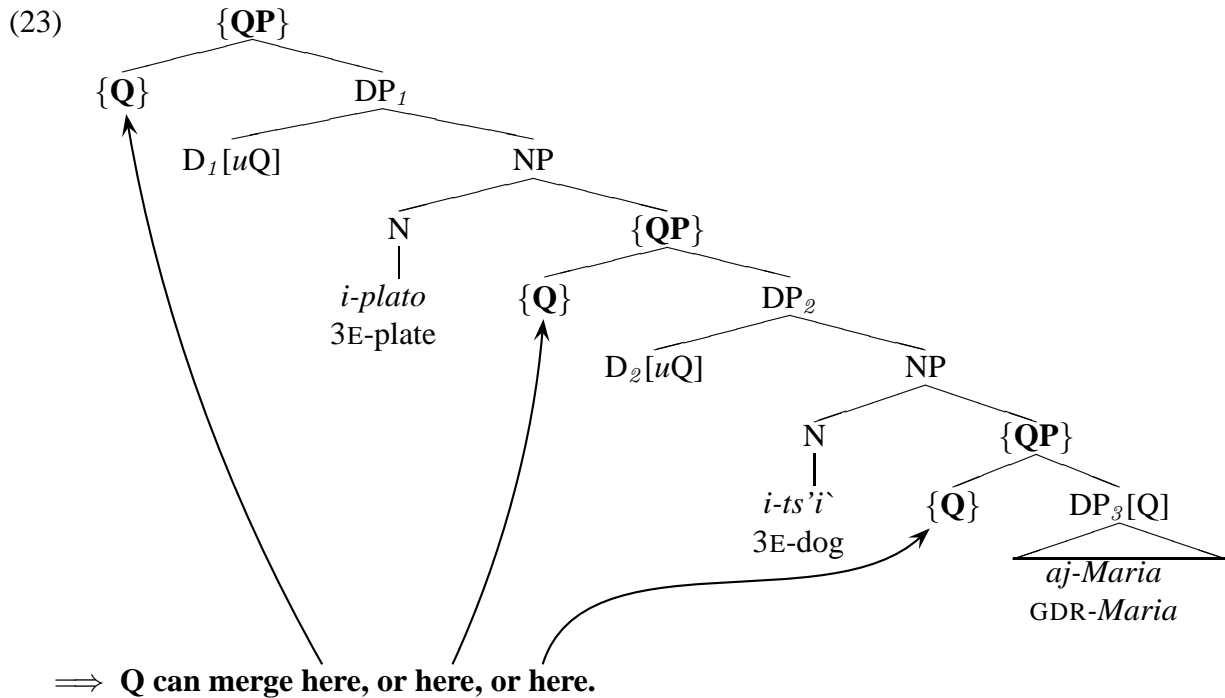 (23) {QP}
{Q} DP1
D1[uQ] NP
N {QP}
i-plato {Q} DP2
3E-plate D2[uQ] NP
N {QP}
i-ts'i` {Q} DP3[Q]
3E-dog aj-Maria
GDR-Maria
⟹ Q can merge here, or here, or here.